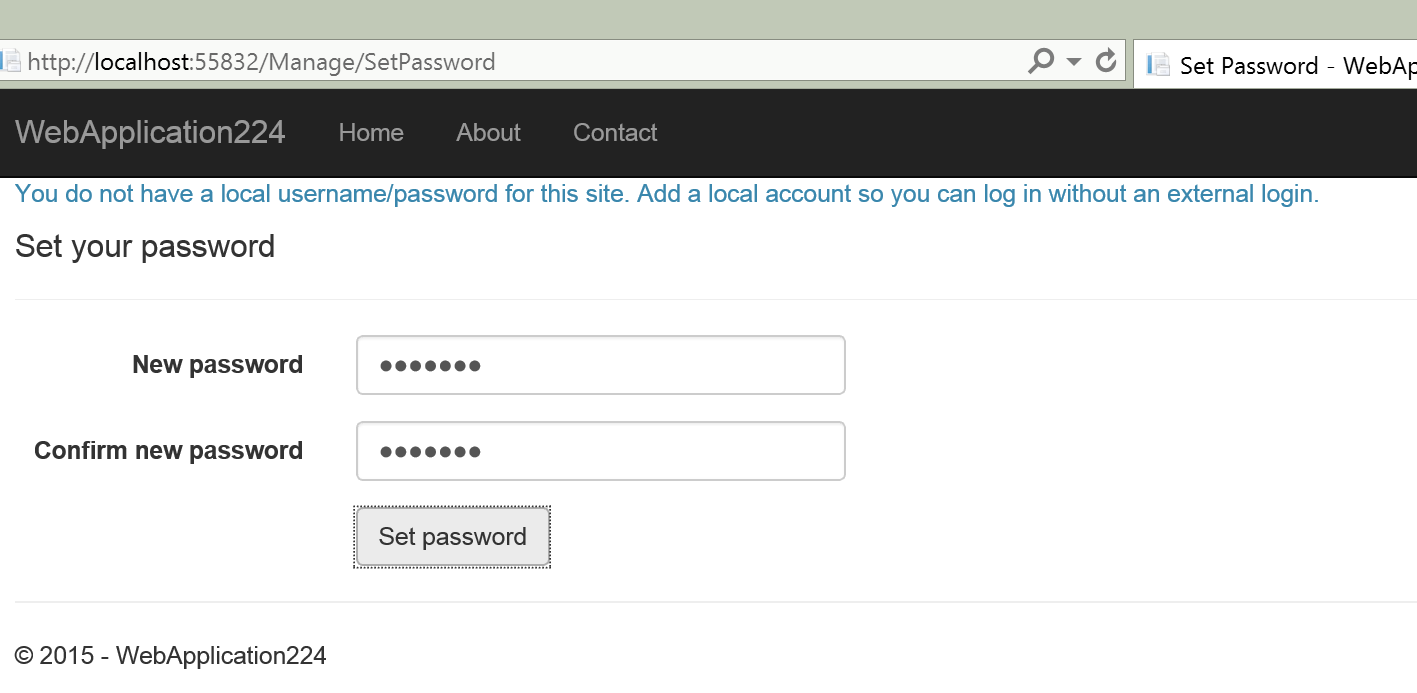 http://localhost:55832/Manage/SetPassword
Set Password - WebAp
WebApplication224 Home About Contact
You do not have a local username/password for this site. Add a local account so you can log in without an external login.
Set your password
New password •••••••
Confirm new password •••••••
Set password
© 2015 - WebApplication224